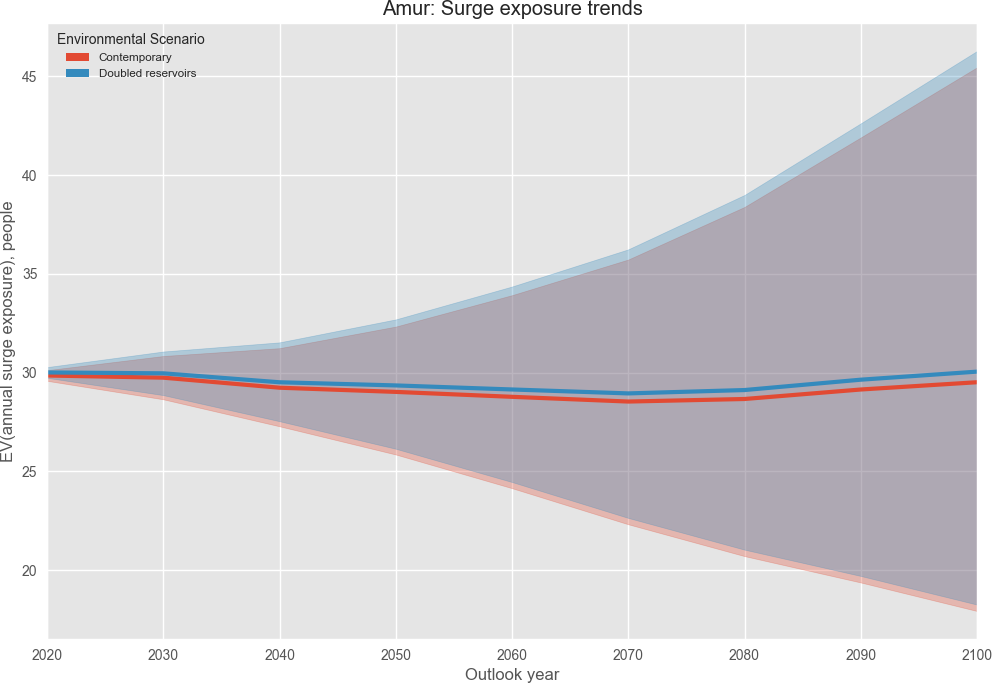 Amur: Surge exposure trends
Environmental Scenario
Contemporary
Doubled reservoirs
EV(annual surge exposure), people
45
40
35
30
25
20
2020 2030 2040 2050 2060 2070 2080 2090 2100
Outlook year